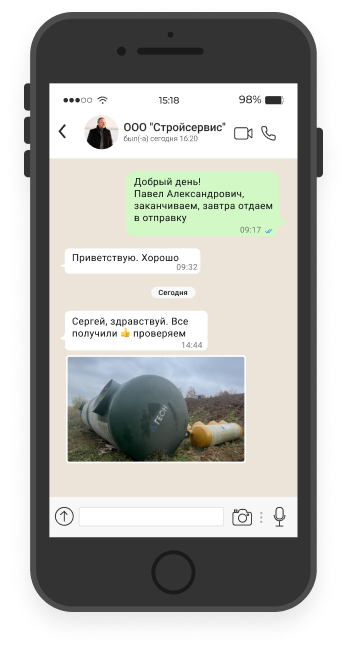 15:18
98%
ООО "Стройсервис"
был(-а) сегодня 16.20
Добрый день!
Павел Александрович,
заканчиваем, завтра отдаем
в отправку
09:17
Приветствую. Хорошо
09:32
Сегодня
Сергей, здравствуй. Все
получили 👍 проверяем
14:44
ГЕСН